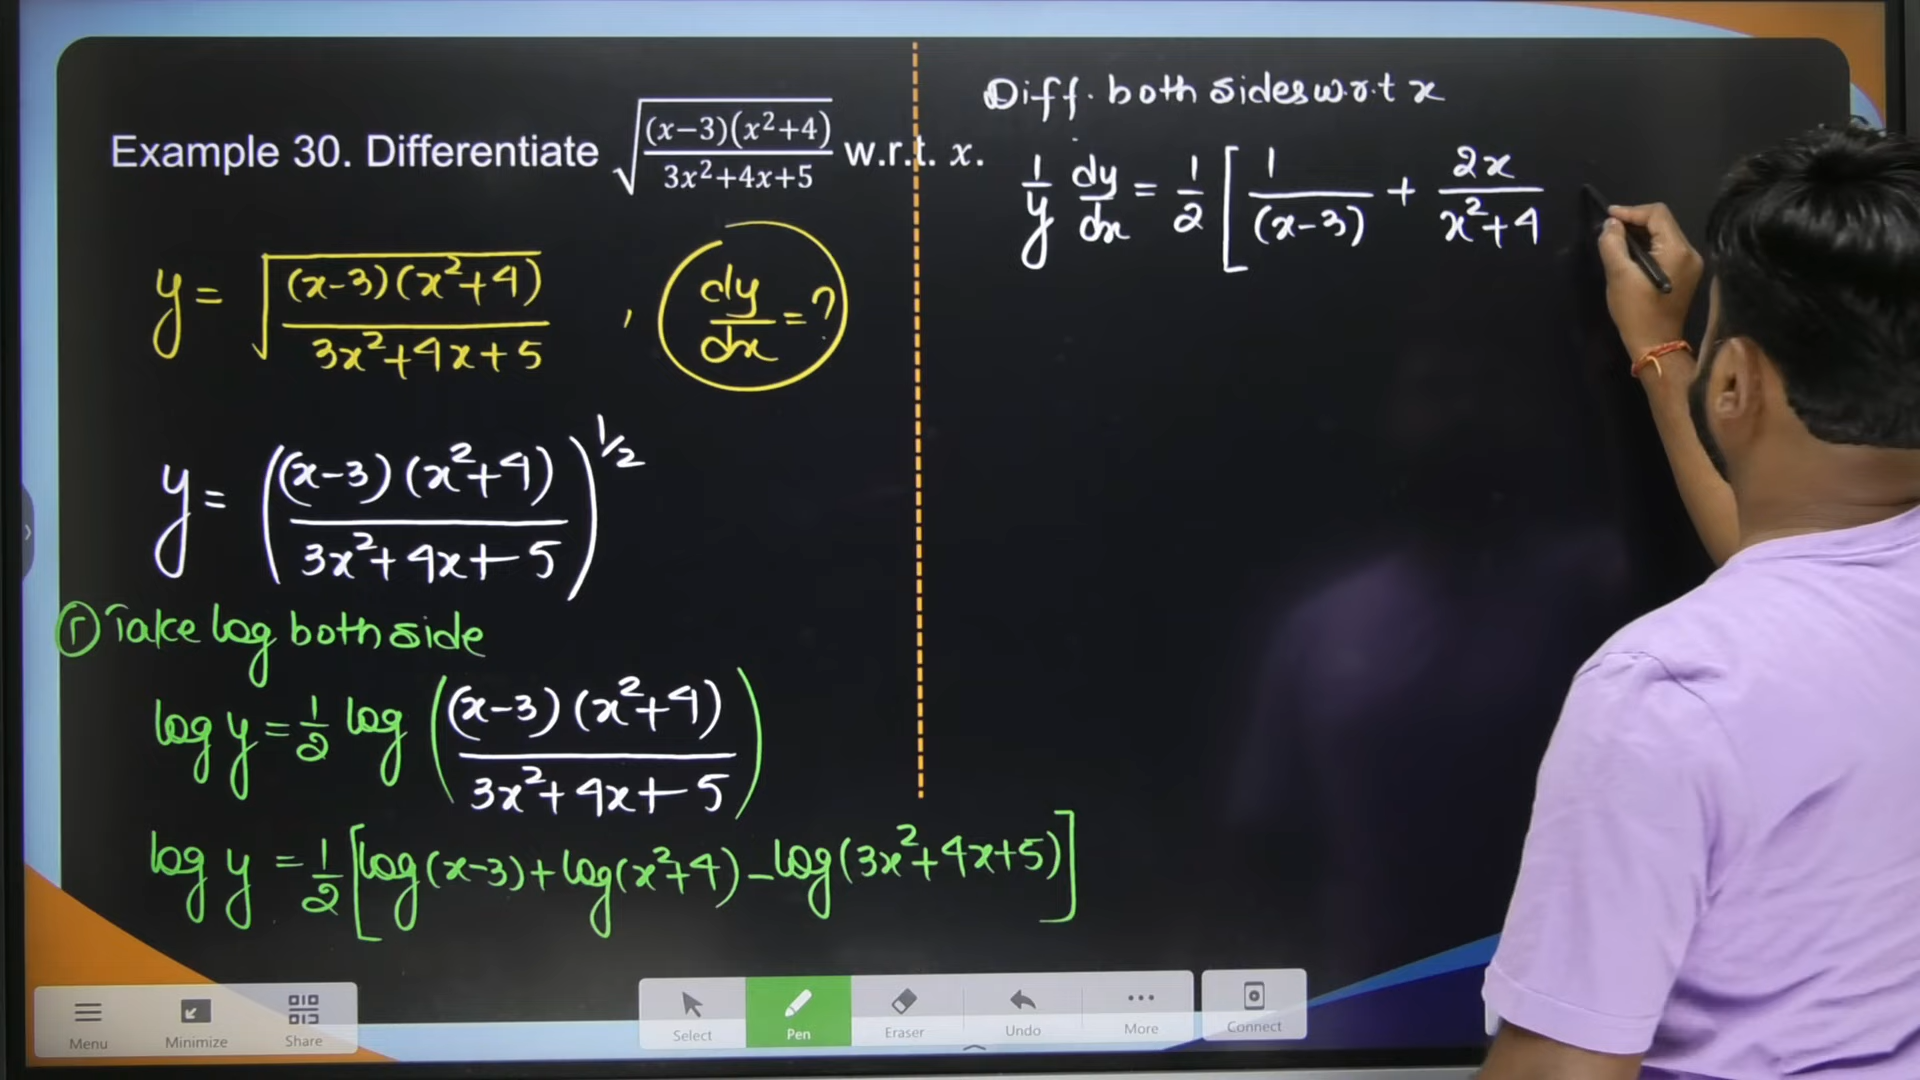 Example 30. Differentiate √((x−3)(x²+4)/(3x²+4x+5)) w.r.t. x.
y = √((x-3)(x²+4)/(3x²+4x+5)) , dy/dx = ?
y = ((x-3)(x²+4)/(3x²+4x+5))^1/2
① Take log both side
log y = 1/2 log ((x-3)(x²+4)/(3x²+4x+5))
log y = 1/2 [log(x-3) + log(x²+4) - log(3x²+4x+5)]
Diff. both sides w.r.t x
1/y dy/dx = 1/2 [1/(x-3) + 2x/(x²+4)
Menu
Minimize
Share
Select
Pen
Eraser
Undo
More
Connect